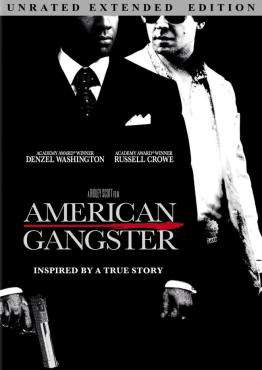 UNRATED EXTENDED EDITION
ACADEMY AWARD® WINNER ACADEMY AWARD® WINNER
DENZEL WASHINGTON RUSSELL CROWE
A RIDLEY SCOTT FILM
AMERICAN
GANGSTER
INSPIRED BY A TRUE STORY